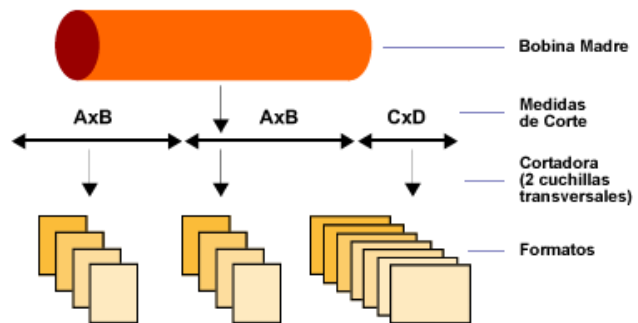 Bobina Madre
AxB
AxB
CxD
Medidas
de Corte
Cortadora
(2 cuchillas
transversales)
Formatos